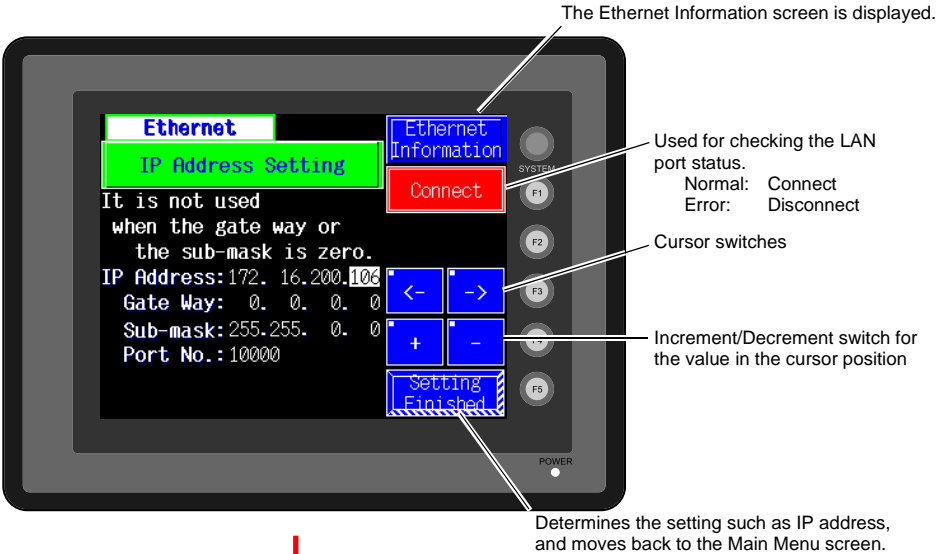 The Ethernet Information screen is displayed.
Ethernet
IP Address Setting
It is not used
when the gate way or
the sub-mask is zero.
IP Address:172. 16.200.106
Gate Way: 0. 0. 0. 0
Sub-mask:255.255. 0. 0
Port No.:10000
Ethernet
Information
Connect
<-
->
+
-
Setting
Finished
SYSTEM
F1
F2
F3
F4
F5
POWER
Used for checking the LAN
port status.
Normal: Connect
Error: Disconnect
Cursor switches
Increment/Decrement switch for
the value in the cursor position
Determines the setting such as IP address,
and moves back to the Main Menu screen.